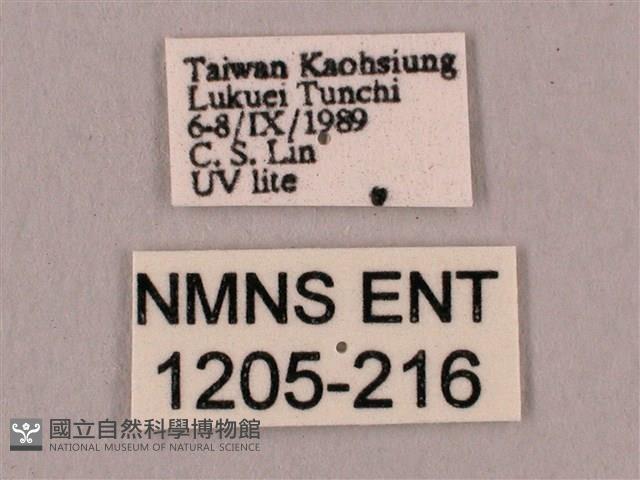 Taiwan Kaohsiung
Lukuei Tunchi
6-8/IX/1989
C. S. Lin
UV lite
NMNS ENT
1205-216
國立自然科學博物館
NATIONAL MUSEUM OF NATURAL SCIENCE